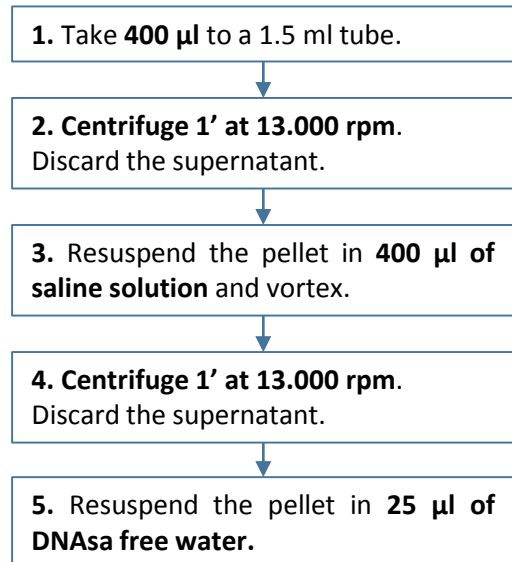 1. Take 400 µl to a 1.5 ml tube.
2. Centrifuge 1’ at 13.000 rpm.
Discard the supernatant.
3. Resuspend the pellet in 400 µl of
saline solution and vortex.
4. Centrifuge 1’ at 13.000 rpm.
Discard the supernatant.
5. Resuspend the pellet in 25 µl of
DNAsa free water.